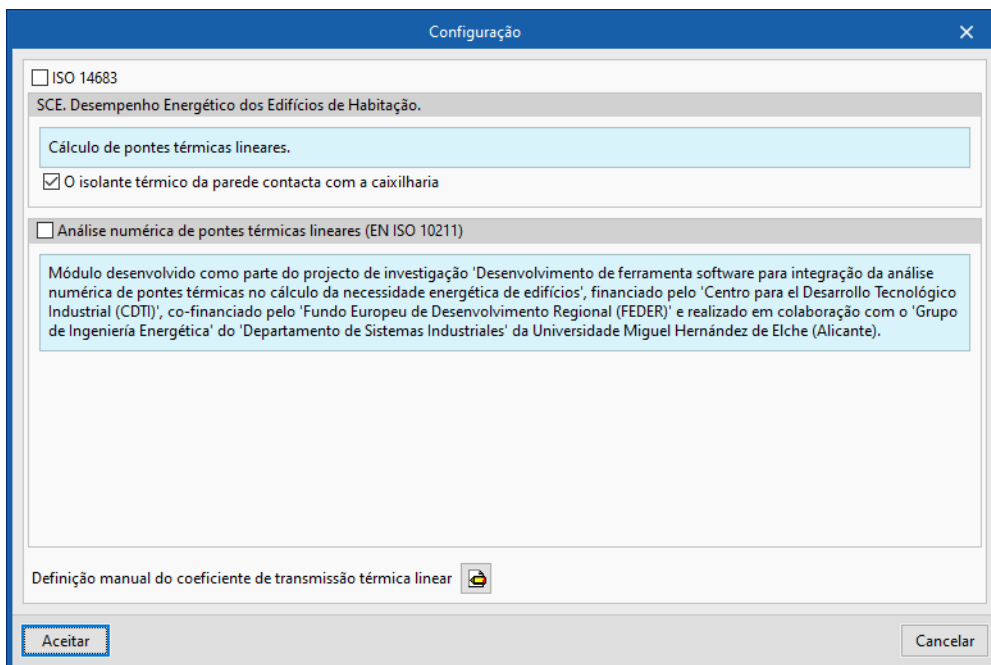 Configuração
ISO 14683
SCE. Desempenho Energético dos Edifícios de Habitação.
Cálculo de pontes térmicas lineares.
O isolante térmico da parede contacta com a caixilharia
Análise numérica de pontes térmicas lineares (EN ISO 10211)
Módulo desenvolvido como parte do projecto de investigação 'Desenvolvimento de ferramenta software para integração da análise
numérica de pontes térmicas no cálculo da necessidade energética de edifícios', financiado pelo 'Centro para el Desarrollo Tecnológico
Industrial (CDTI)', co-financiado pelo 'Fundo Europeu de Desenvolvimento Regional (FEDER)' e realizado em colaboração com o 'Grupo
de Ingeniería Energética' do 'Departamento de Sistemas Industriales' da Universidade Miguel Hernández de Elche (Alicante).
Definição manual do coeficiente de transmissão térmica linear
Aceitar
Cancelar